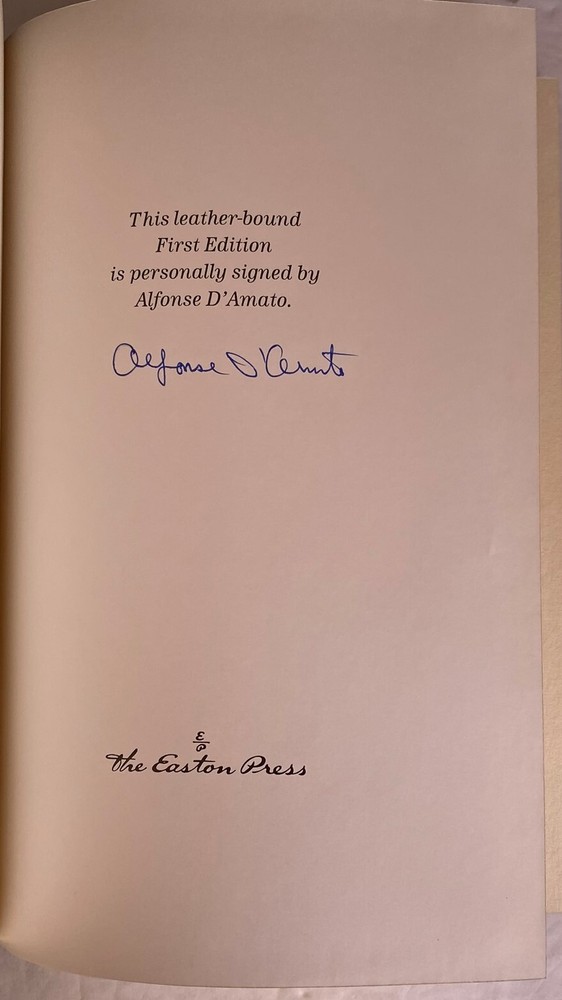 This leather-bound
First Edition
is personally signed by
Alfonse D'Amato.
Alfonse D'Amato
E
P
the Easton Press